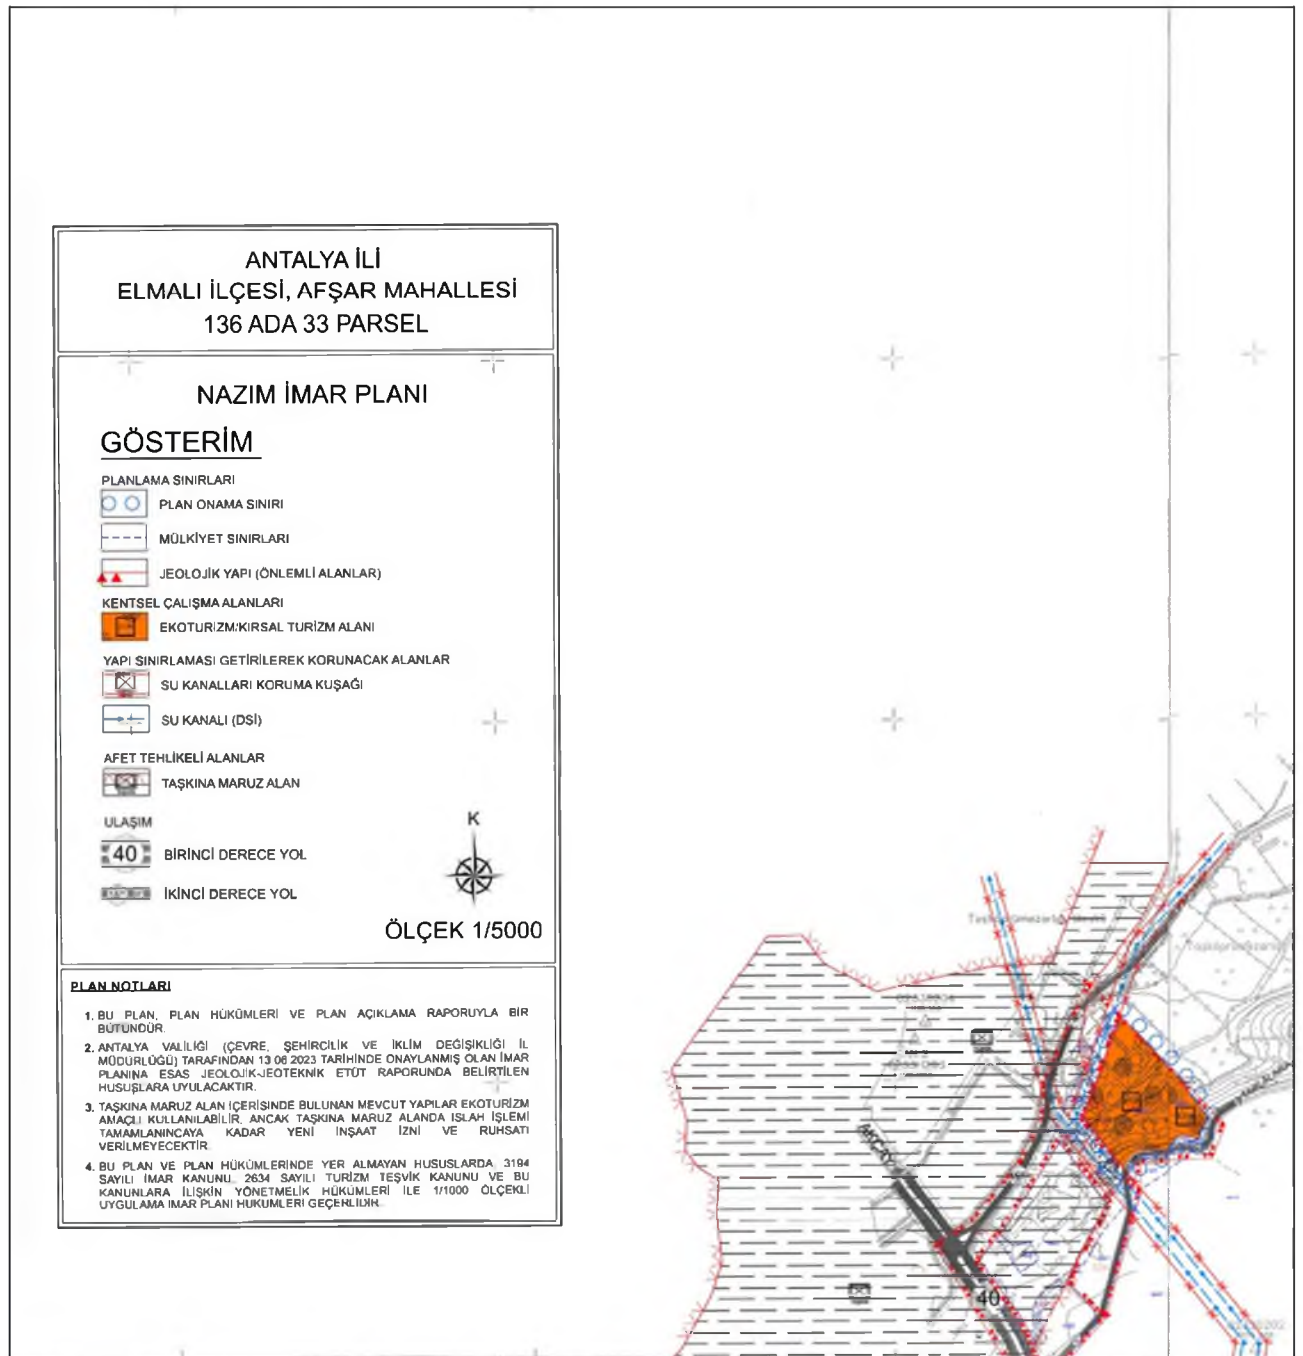 ANTALYA İLİ
ELMALI İLÇESİ, AFŞAR MAHALLESİ
136 ADA 33 PARSEL
NAZIM İMAR PLANI
GÖSTERİM
PLANLAMA SINIRLARI
PLAN ONAMA SINIRI
MÜLKİYET SINIRLARI
JEOLOJİK YAPI (ÖNLEMLİ ALANLAR)
KENTSEL ÇALIŞMA ALANLARI
EKOTURİZM/KIRSAL TURİZM ALANI
YAPI SINIRLAMASI GETİRİLEREK KORUNACAK ALANLAR
SU KANALLARI KORUMA KUŞAĞI
SU KANALI (DSİ)
AFET TEHLİKELİ ALANLAR
TAŞKINA MARUZ ALAN
ULAŞIM
40 BİRİNCİ DERECE YOL
İKİNCİ DERECE YOL
K
ÖLÇEK 1/5000
PLAN NOTLARI
1. BU PLAN, PLAN HÜKÜMLERİ VE PLAN AÇIKLAMA RAPORUYLA BİR
BÜTÜNDÜR.
2. ANTALYA VALİLİĞİ (ÇEVRE, ŞEHİRCİLİK VE İKLİM DEĞİŞİKLİĞİ İL
MÜDÜRLÜĞÜ) TARAFINDAN 13 06 2023 TARİHİNDE ONAYLANMIŞ OLAN İMAR
PLANINA ESAS JEOLOJİK-JEOTEKNİK ETÜT RAPORUNDA BELİRTİLEN
HUSUSLARA UYULACAKTIR.
3. TAŞKINA MARUZ ALAN İÇERİSİNDE BULUNAN MEVCUT YAPILAR EKOTURİZM
AMAÇLI KULLANILABİLİR, ANCAK TAŞKINA MARUZ ALANDA ISLAH İŞLEMİ
TAMAMLANINCAYA KADAR YENİ İNŞAAT İZNİ VE RUHSATI
VERİLMEYECEKTİR.
4. BU PLAN VE PLAN HÜKÜMLERİNDE YER ALMAYAN HUSUSLARDA 3194
SAYILI İMAR KANUNU, 2634 SAYILI TURİZM TEŞVİK KANUNU VE BU
KANUNLARA İLİŞKİN YÖNETMELİK HÜKÜMLERİ İLE 1/1000 ÖLÇEKLİ
UYGULAMA İMAR PLANI HÜKÜMLERİ GEÇERLİDİR.
40